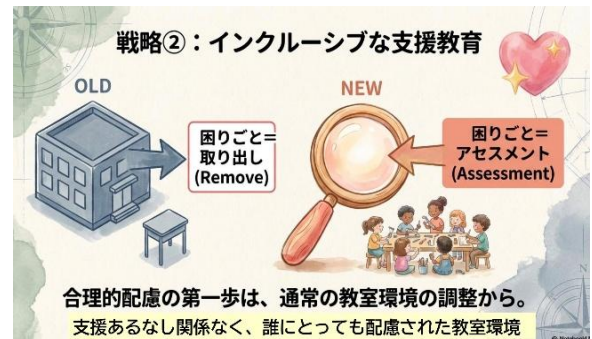 戦略②：インクルーシブな支援教育
OLD
困りごと=
取り出し
(Remove)
NEW
困りごと＝
アセスメント
(Assessment)
合理的配慮の第一歩は、通常の教室環境の調整から。
支援あるなし関係なく、誰にとっても配慮された教室環境